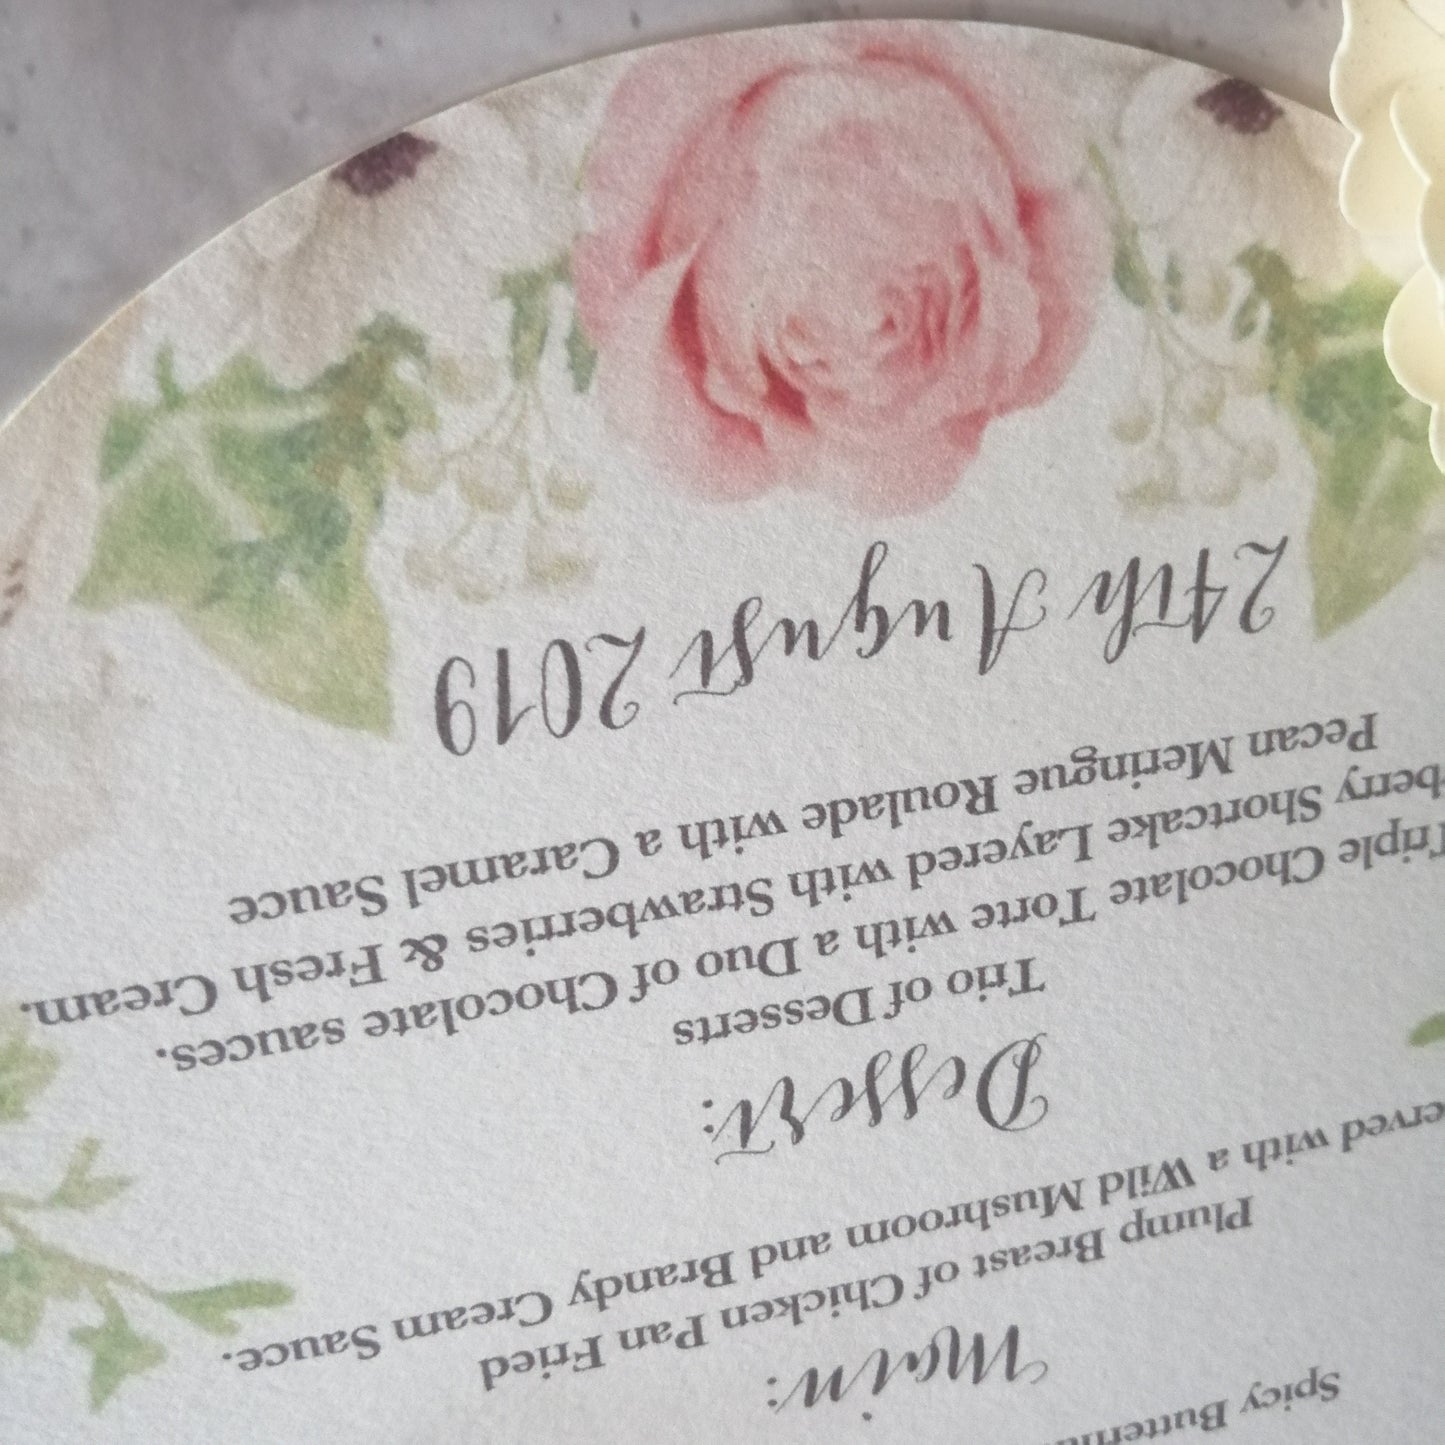 Spicy
Main:
Plump Breast of Chicken Pan Fried
with a Wild Mushroom and Brandy Cream Sauce.
Dessert:
Trio of Desserts
Triple Chocolate Torte with a Duo of Chocolate sauces.
Shortcake Layered with Strawberries & Fresh Cream.
Pecan Meringue Roulade with a Caramel Sauce
24th August 2019